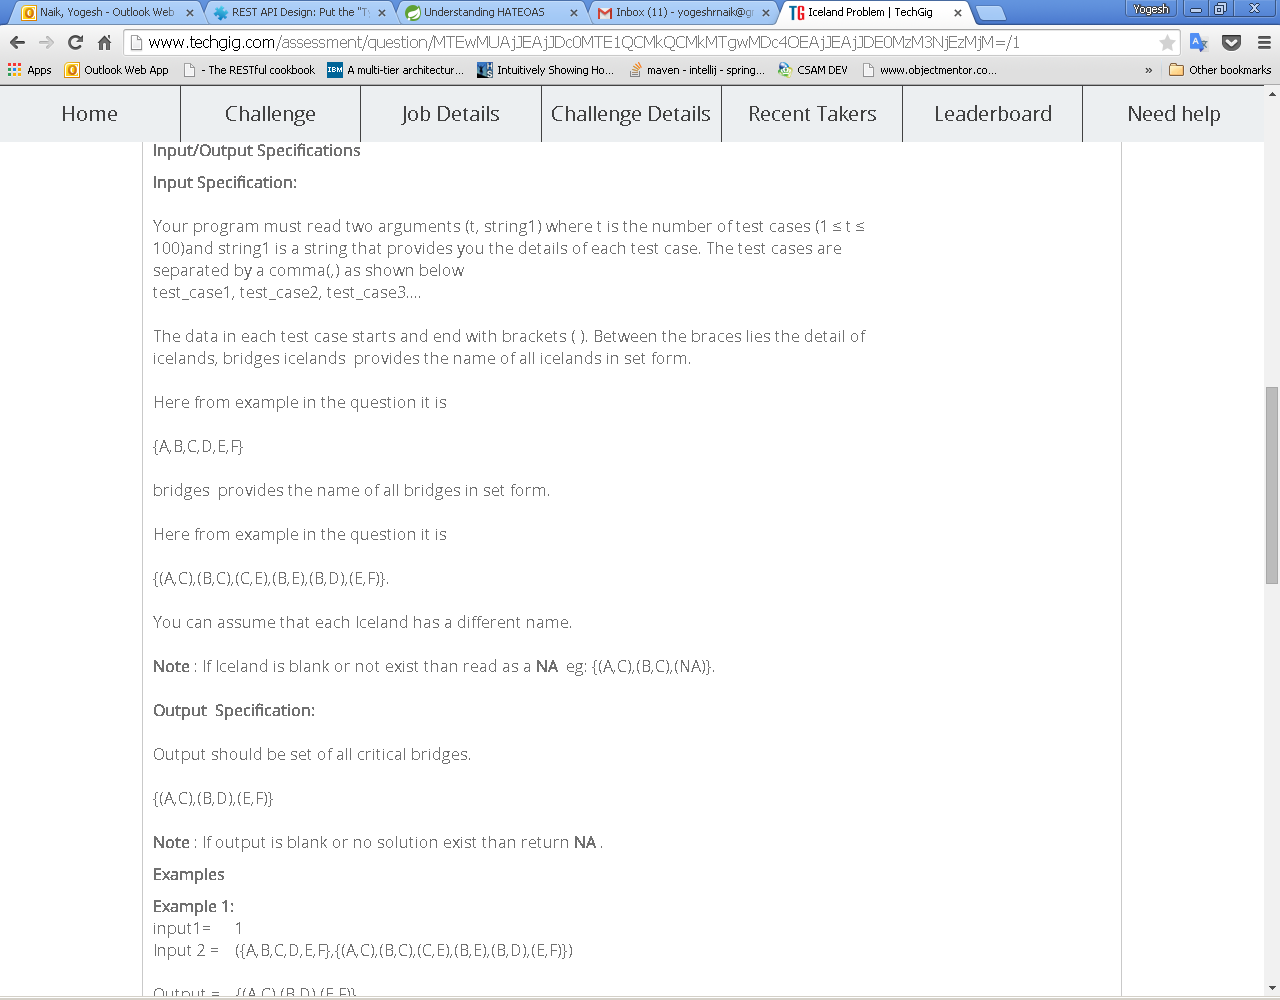 Yogesh
Naik, Yogesh - Outlook Web
REST API Design: Put the "Ty
Understanding HATEOAS
Inbox (11) - yogeshrnaik@g
Iceland Problem | TechGig
www.techgig.com/assessment/question/MTEwMUAjJEAjJDc0MTE1QCMkQCMkMTgwMDc4OEAjJEAjJDE0MzM3NjEzMjM=/1
Apps
Outlook Web App
- The RESTful cookbook
IBM
A multi-tier architectur...
Intuitively Showing Ho...
maven - intellij - spring...
CSAM DEV
www.objectmentor.co...
»
Other bookmarks
Home
Challenge
Job Details
Challenge Details
Recent Takers
Leaderboard
Need help
Input/Output Specifications
Input Specification:
Your program must read two arguments (t, string1) where t is the number of test cases (1 ≤ t ≤
100)and string1 is a string that provides you the details of each test case. The test cases are
separated by a comma(,) as shown below
test_case1, test_case2, test_case3....
The data in each test case starts and end with brackets ( ). Between the braces lies the detail of
icelands, bridges icelands  provides the name of all icelands in set form.
Here from example in the question it is
{A,B,C,D,E,F}
bridges  provides the name of all bridges in set form.
Here from example in the question it is
{(A,C),(B,C),(C,E),(B,E),(B,D),(E,F)}.
You can assume that each Iceland has a different name.
Note : If Iceland is blank or not exist than read as a NA  eg: {(A,C),(B,C),(NA)}.
Output  Specification:
Output should be set of all critical bridges.
{(A,C),(B,D),(E,F)}
Note : If output is blank or no solution exist than return NA .
Examples
Example 1:
input1= 1
Input 2 = ({A,B,C,D,E,F},{(A,C),(B,C),(C,E),(B,E),(B,D),(E,F)})
Output = {(A,C),(B,D),(E,F)}